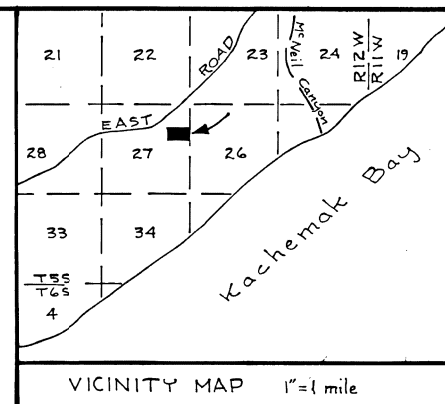 21 22 23 24 19
McNeil Canyon
R12W
R11W
EAST ROAD
28 27 26
33 34
T5S
T6S
4
Kachemak Bay
VICINITY MAP 1"=1 mile